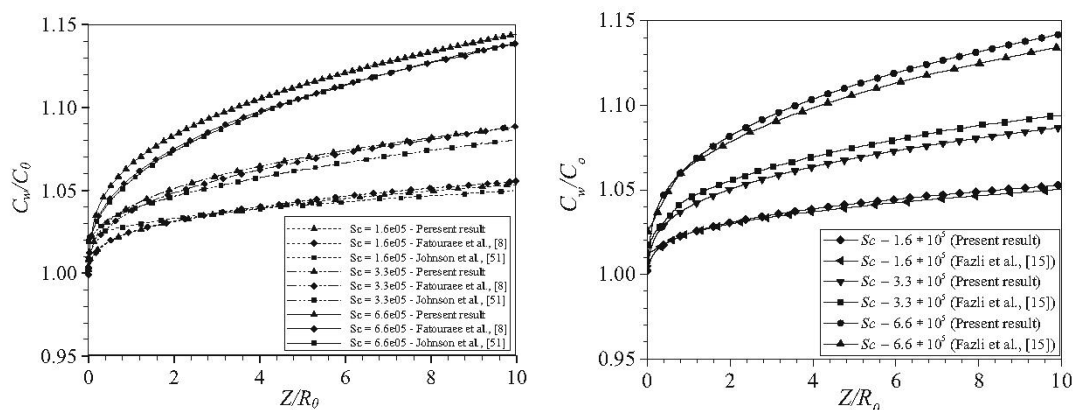 1.15
1.10
1.05
1.00
0.95
C_w/C_0
0 2 4 6 8 10
Z/R_0
Sc = 1.6e05 - Peresent result
Sc = 1.6e05 - Fatouraee et al., [8]
Sc = 1.6e05 - Johnson et al., [51]
Sc = 3.3e05 - Peresent result
Sc = 3.3e05 - Fatouraee et al., [8]
Sc = 3.3e05 - Johnson et al., [51]
Sc = 6.6e05 - Peresent result
Sc = 6.6e05 - Fatouraee et al., [8]
Sc = 6.6e05 - Johnson et al., [51]
1.15
1.10
1.05
1.00
0.95
C_w/C_o
0 2 4 6 8 10
Z/R_0
Sc – 1.6 * 10^5 (Present result)
Sc – 1.6 * 10^5 (Fazli et al., [15])
Sc – 3.3 * 10^5 (Present result)
Sc – 3.3 * 10^5 (Fazli et al., [15])
Sc – 6.6 * 10^5 (Present result)
Sc – 6.6 * 10^5 (Fazli et al., [15])